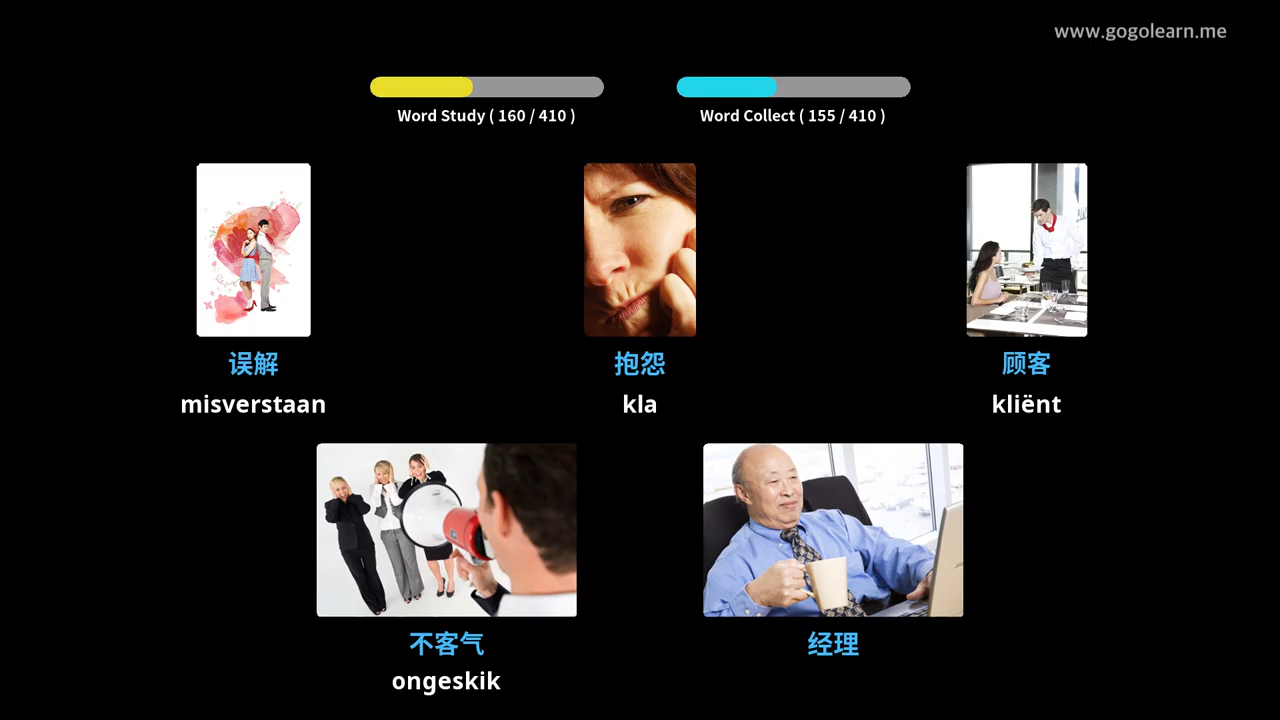 www.gogolearn.me
Word Study ( 160 / 410 )
Word Collect ( 155 / 410 )
误解
抱怨
顾客
misverstaan
kla
kliënt
不客气
经理
ongeskik